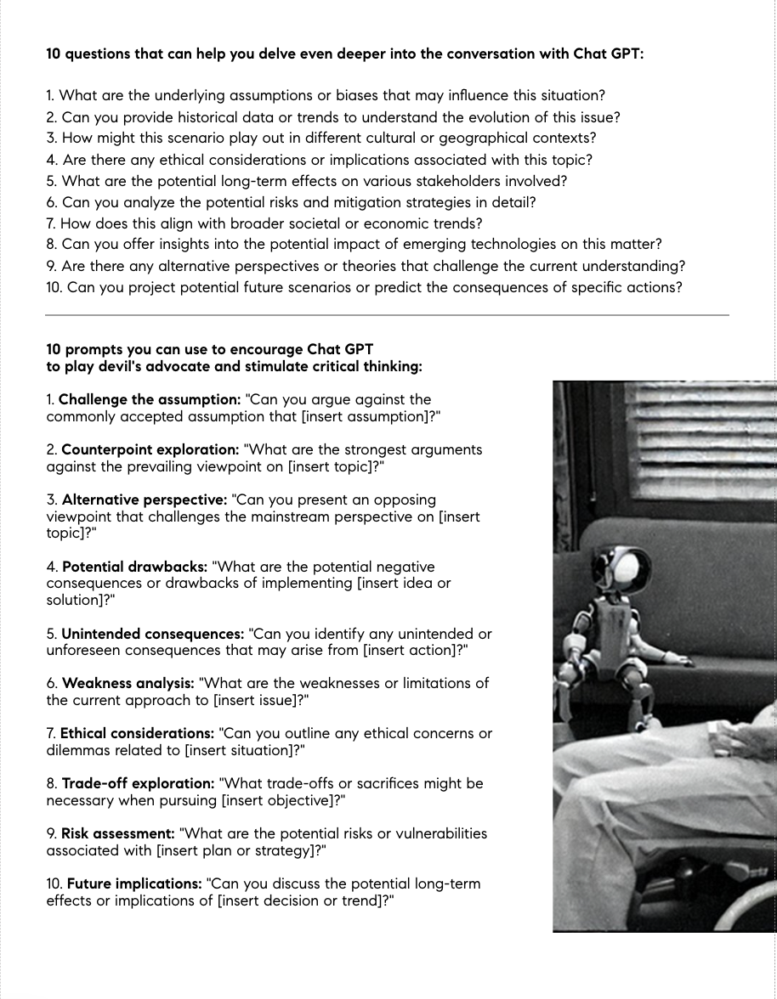 10 questions that can help you delve even deeper into the conversation with Chat GPT:
1. What are the underlying assumptions or biases that may influence this situation?
2. Can you provide historical data or trends to understand the evolution of this issue?
3. How might this scenario play out in different cultural or geographical contexts?
4. Are there any ethical considerations or implications associated with this topic?
5. What are the potential long-term effects on various stakeholders involved?
6. Can you analyze the potential risks and mitigation strategies in detail?
7. How does this align with broader societal or economic trends?
8. Can you offer insights into the potential impact of emerging technologies on this matter?
9. Are there any alternative perspectives or theories that challenge the current understanding?
10. Can you project potential future scenarios or predict the consequences of specific actions?
10 prompts you can use to encourage Chat GPT
to play devil's advocate and stimulate critical thinking:
1. Challenge the assumption: "Can you argue against the
commonly accepted assumption that [insert assumption]?"
2. Counterpoint exploration: "What are the strongest arguments
against the prevailing viewpoint on [insert topic]?"
3. Alternative perspective: "Can you present an opposing
viewpoint that challenges the mainstream perspective on [insert
topic]?"
4. Potential drawbacks: "What are the potential negative
consequences or drawbacks of implementing [insert idea or
solution]?"
5. Unintended consequences: "Can you identify any unintended or
unforeseen consequences that may arise from [insert action]?"
6. Weakness analysis: "What are the weaknesses or limitations of
the current approach to [insert issue]?"
7. Ethical considerations: "Can you outline any ethical concerns or
dilemmas related to [insert situation]?"
8. Trade-off exploration: "What trade-offs or sacrifices might be
necessary when pursuing [insert objective]?"
9. Risk assessment: "What are the potential risks or vulnerabilities
associated with [insert plan or strategy]?"
10. Future implications: "Can you discuss the potential long-term
effects or implications of [insert decision or trend]?"